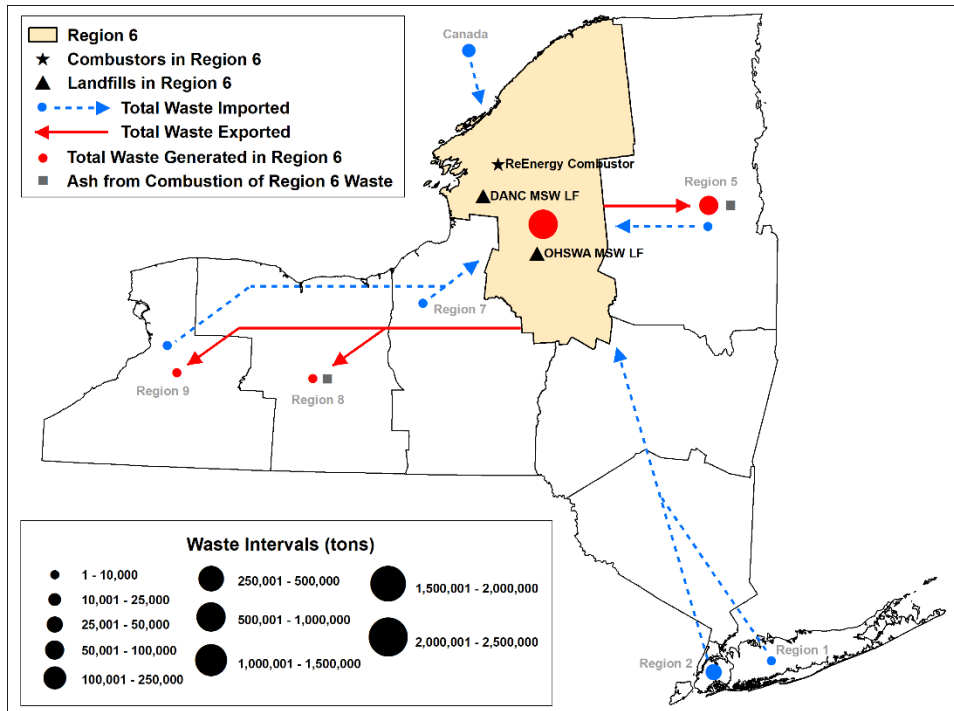 Region 6
Combustors in Region 6
Landfills in Region 6
Total Waste Imported
Total Waste Exported
Total Waste Generated in Region 6
Ash from Combustion of Region 6 Waste
Canada
ReEnergy Combustor
DANC MSW LF
OHSWA MSW LF
Region 5
Region 7
Region 9
Region 8
Region 2
Region 1
Waste Intervals (tons)
1 - 10,000
10,001 - 25,000
25,001 - 50,000
50,001 - 100,000
100,001 - 250,000
250,001 - 500,000
500,001 - 1,000,000
1,000,001 - 1,500,000
1,500,001 - 2,000,000
2,000,001 - 2,500,000